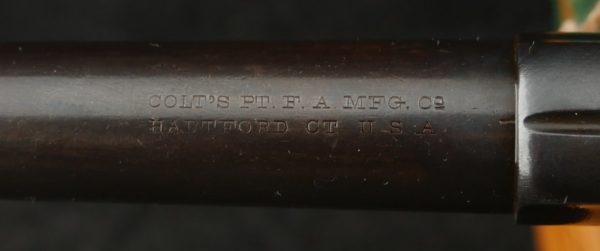 COLT'S PT. F. A. MFG. Cº
HARTFORD CT. U.S.A.